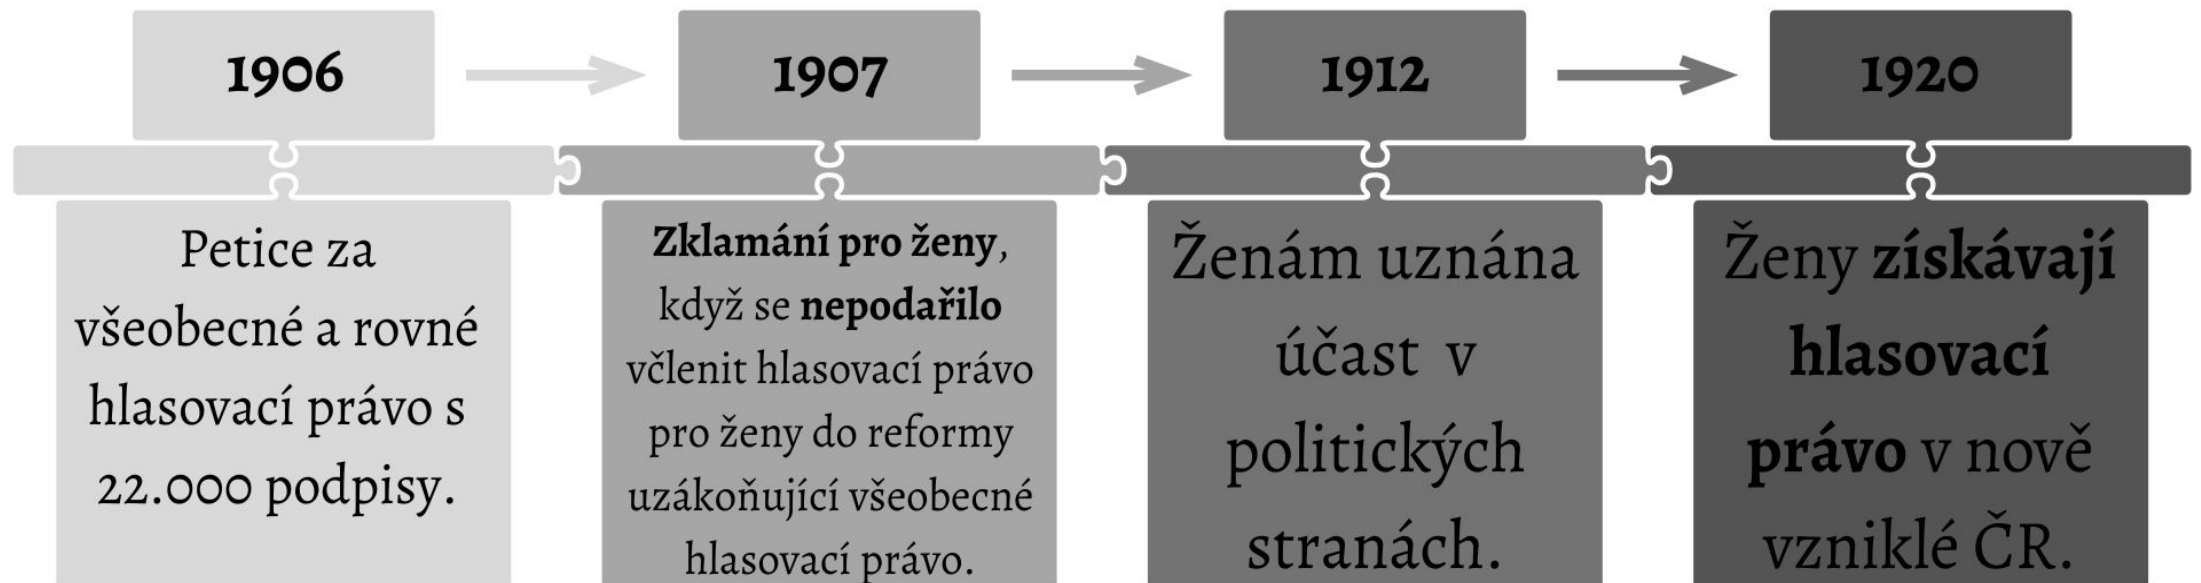 1906
1907
1912
1920
Petice za
všeobecné a rovné
hlasovací právo s
22.000 podpisy.
Zklamání pro ženy,
když se nepodařilo
včlenit hlasovací právo
pro ženy do reformy
uzákoňující všeobecné
hlasovací právo.
Ženám uznána
účast v
politických
stranách.
Ženy získávají
hlasovací
právo v nově
vzniklé ČR.